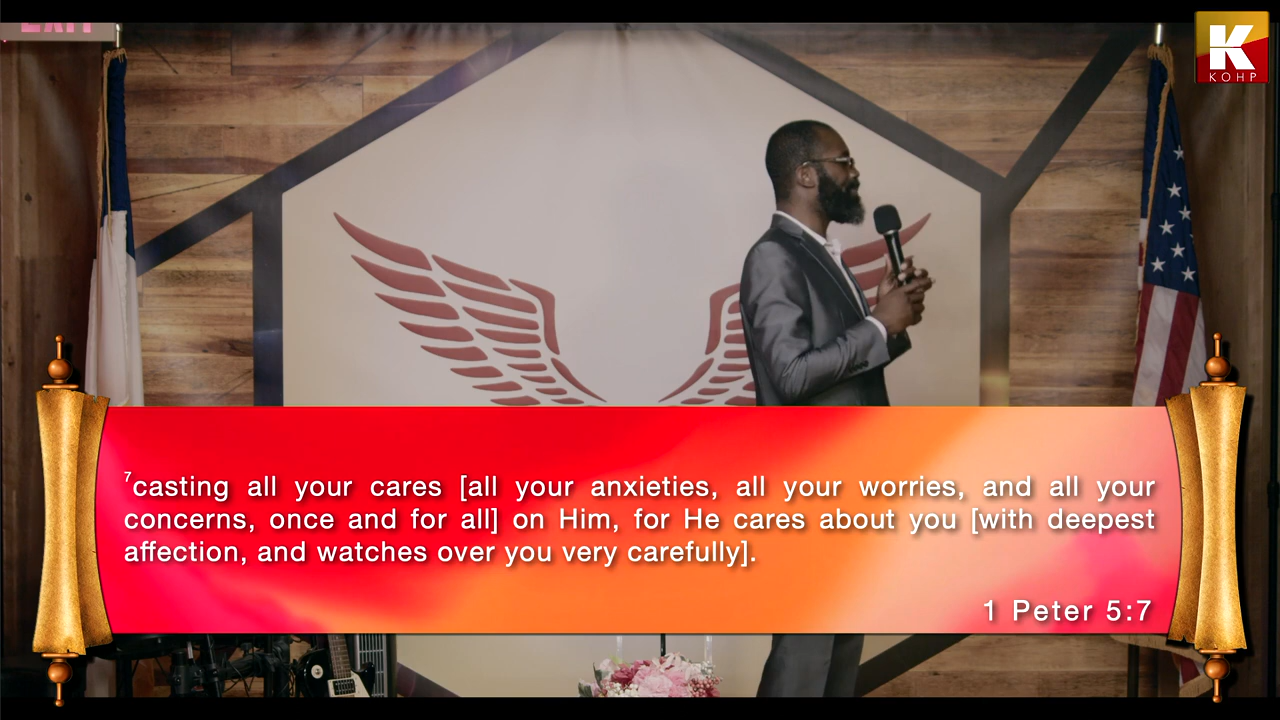 EXIT
K
KOHP
7casting all your cares [all your anxieties, all your worries, and all your
concerns, once and for all] on Him, for He cares about you [with deepest
affection, and watches over you very carefully].
1 Peter 5:7